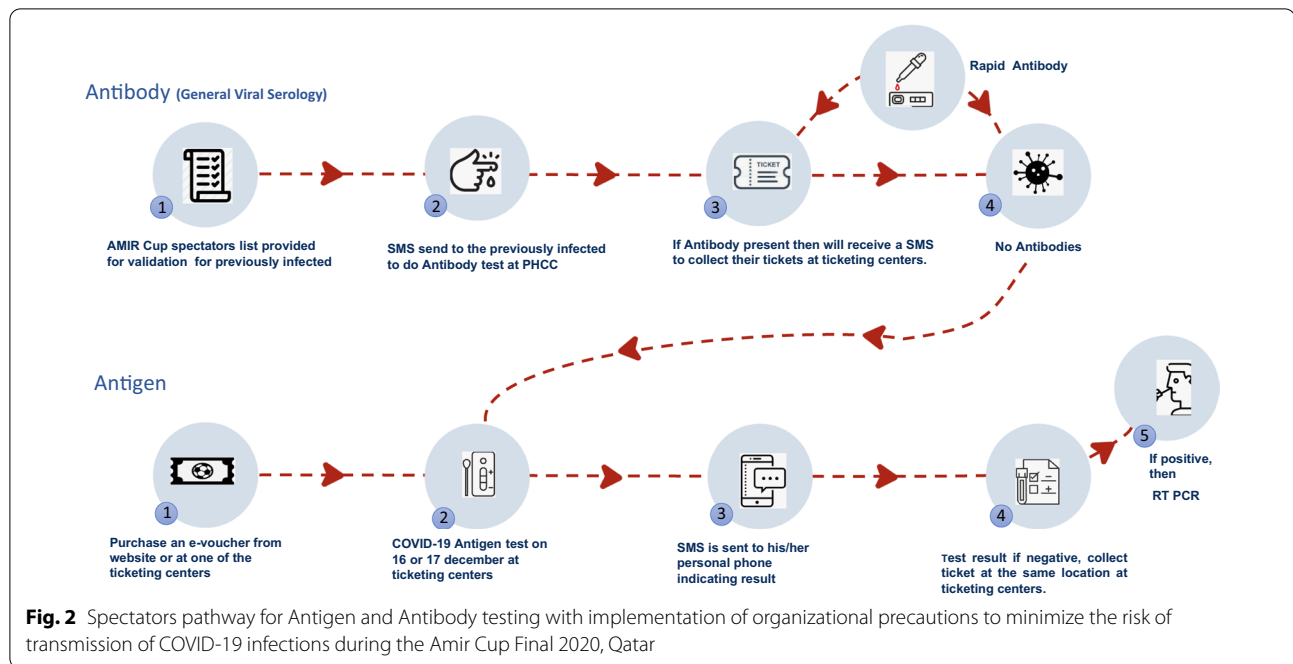 Rapid Antibody
Antibody (General Viral Serology)
TICKET
1
2
3
4
AMIR Cup spectators list provided
for validation for previously infected
SMS send to the previously infected
to do Antibody test at PHCC
If Antibody present then will receive a SMS
to collect their tickets at ticketing centers.
No Antibodies
Antigen
1
2
3
4
5
Purchase an e-voucher from
website or at one of the
ticketing centers
COVID-19 Antigen test on
16 or 17 december at
ticketing centers
SMS is sent to his/her
personal phone
indicating result
Test result if negative, collect
ticket at the same location at
ticketing centers.
If positive,
then
RT PCR
Fig. 2 Spectators pathway for Antigen and Antibody testing with implementation of organizational precautions to minimize the risk of
transmission of COVID-19 infections during the Amir Cup Final 2020, Qatar